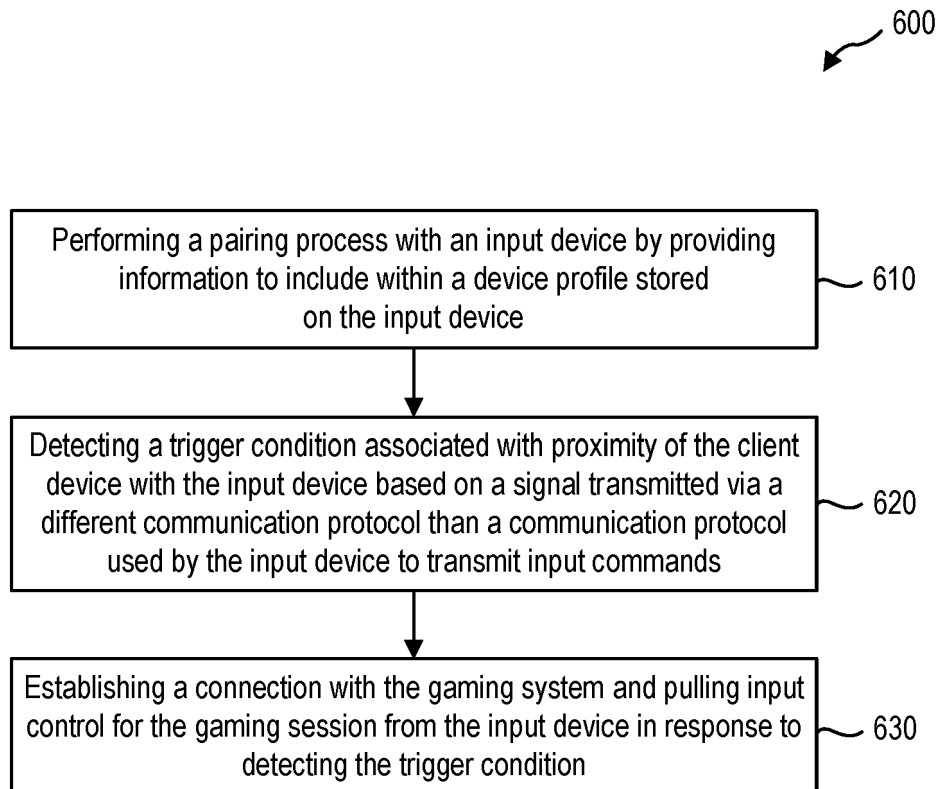 600
Performing a pairing process with an input device by providing
information to include within a device profile stored
on the input device
610
Detecting a trigger condition associated with proximity of the client
device with the input device based on a signal transmitted via a
different communication protocol than a communication protocol
used by the input device to transmit input commands
620
Establishing a connection with the gaming system and pulling input
control for the gaming session from the input device in response to
detecting the trigger condition
630